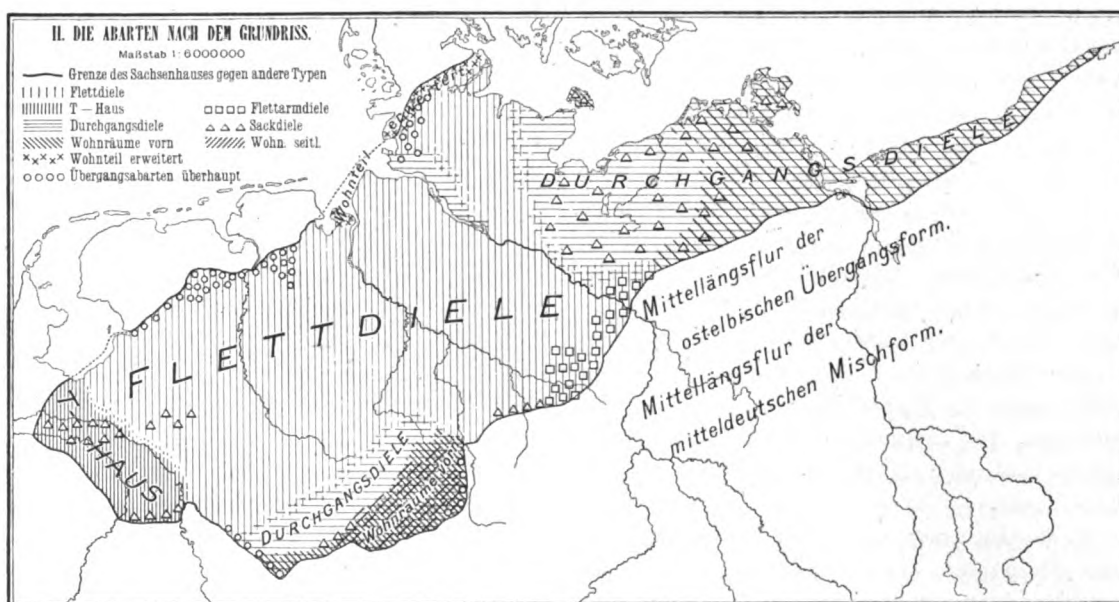 II. DIE ABARTEN NACH DEM GRUNDRISS.
Maßstab 1:6000000
Grenze des Sachsenhauses gegen andere Typen
Flettdiele
T-Haus
Flettarmdiele
Durchgangsdiele
Sackdiele
Wohnräume vorn
Wohn. seitl.
Wohnteil erweitert
Übergangsabarten überhaupt
Wohnteil erweitert
DURCHGANGSDIELE
FLETTDIELE
T-HAUS
DURCHGANGSDIELE
Wohnräume vorn
Mittellängsflur der
ostelbischen Übergangsform.
Mittellängsflur der
mitteldeutschen Mischform.